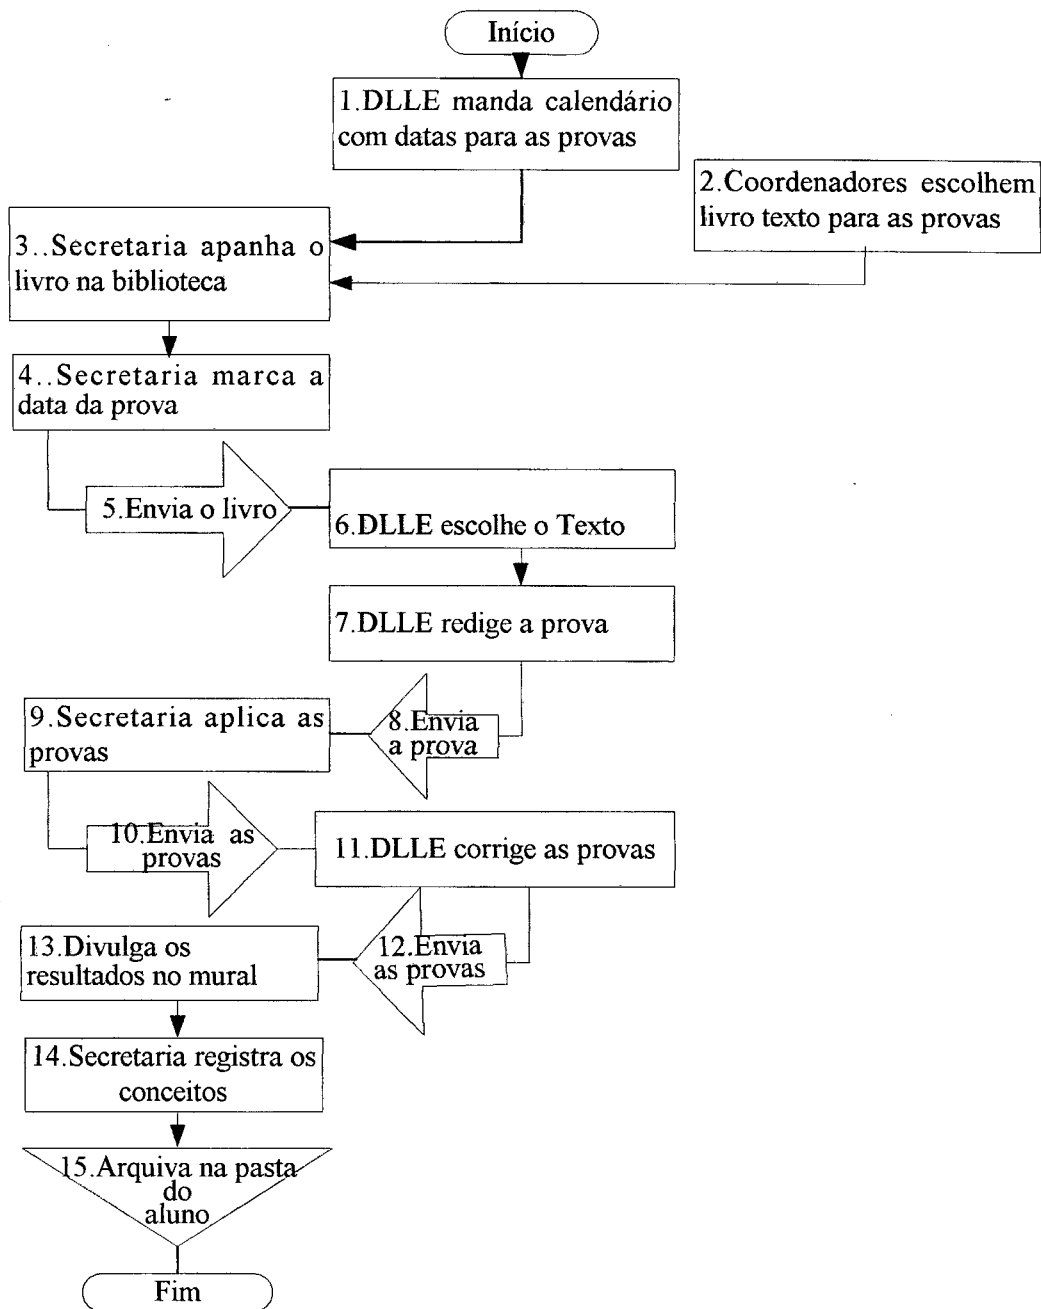 Início
1.DLLE manda calendário
com datas para as provas
2.Coordenadores escolhem
livro texto para as provas
3..Secretaria apanha o
livro na biblioteca
4..Secretaria marca a
data da prova
5.Envia o livro
6.DLLE escolhe o Texto
7.DLLE redige a prova
8.Envia
a prova
9.Secretaria aplica as
provas
10.Envia as
provas
11.DLLE corrige as provas
12.Envia
as provas
13.Divulga os
resultados no mural
14.Secretaria registra os
conceitos
15.Arquiva na pasta
do
aluno
Fim